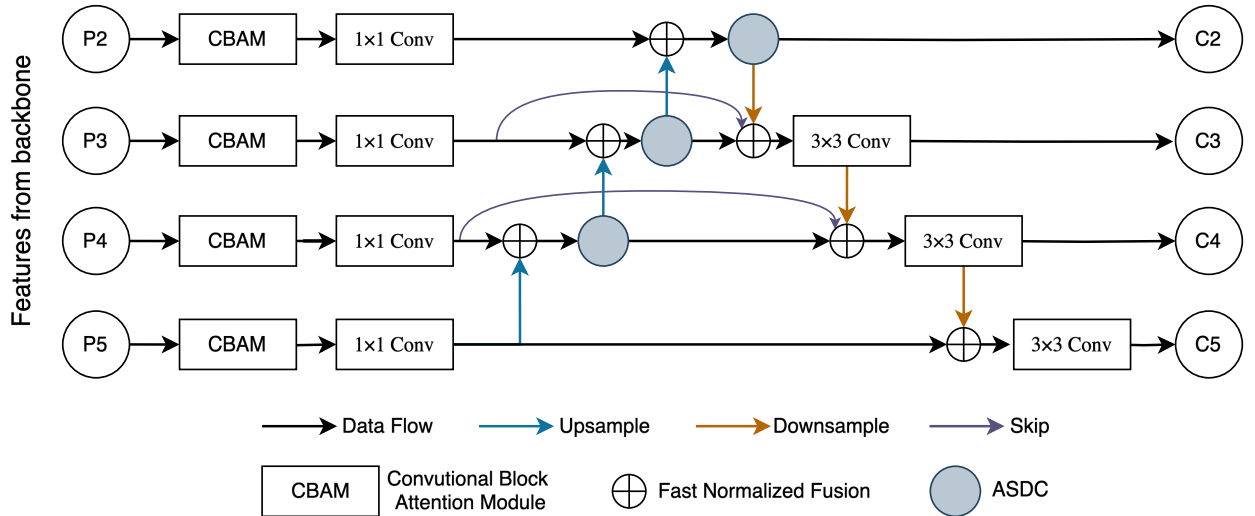 Features from backbone
P2 CBAM 1×1 Conv C2
P3 CBAM 1×1 Conv 3×3 Conv C3
P4 CBAM 1×1 Conv 3×3 Conv C4
P5 CBAM 1×1 Conv 3×3 Conv C5
Data Flow Upsample Downsample Skip
CBAM
Convutional Block
Attention Module
Fast Normalized Fusion
ASDC